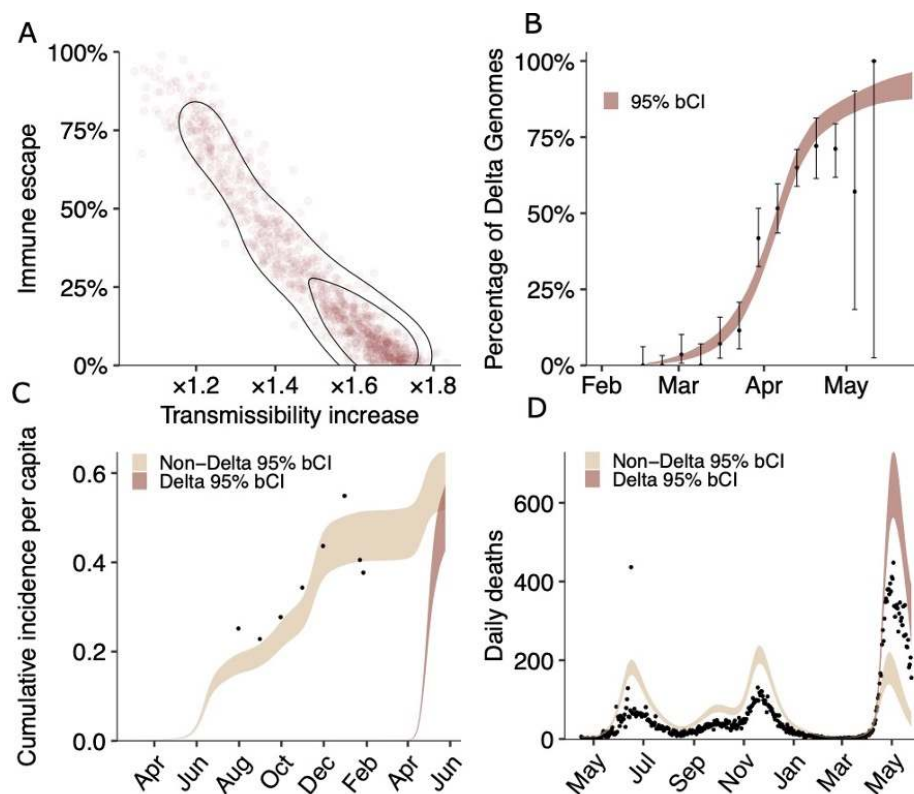 A
100%
75%
50%
25%
0%
Immune escape
×1.2
×1.4
×1.6
×1.8
Transmissibility increase
B
100%
75%
50%
25%
0%
Percentage of Delta Genomes
95% bCI
Feb
Mar
Apr
May
C
Non−Delta 95% bCI
Delta 95% bCI
0.6
0.4
0.2
0.0
Cumulative incidence per capita
Apr
Jun
Aug
Oct
Dec
Feb
Apr
Jun
D
Non−Delta 95% bCI
Delta 95% bCI
600
400
200
0
Daily deaths
May
Jul
Sep
Nov
Jan
Mar
May